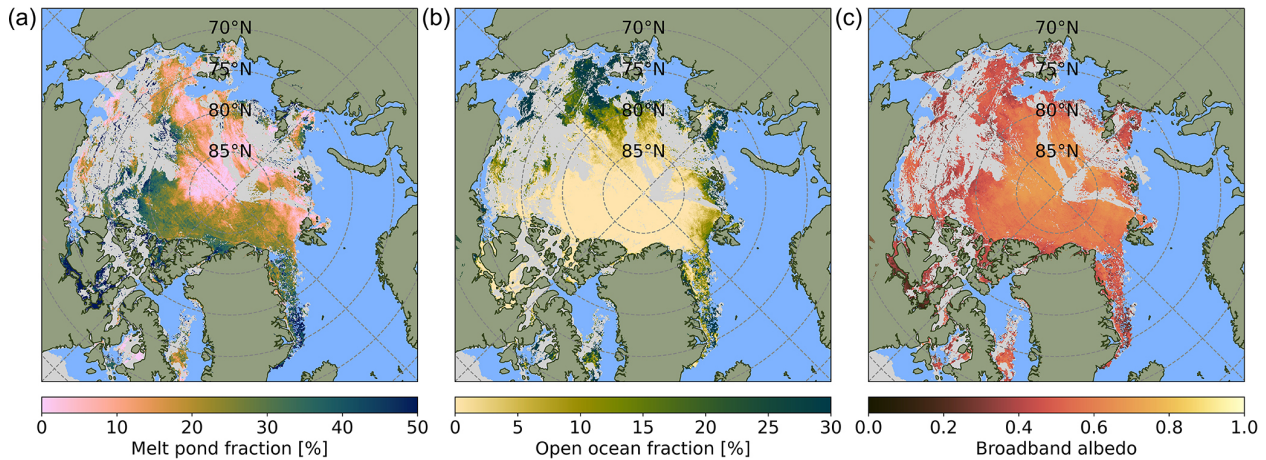 (a)
70°N
75°N
80°N
85°N
0 10 20 30 40 50
Melt pond fraction [%]
(b)
70°N
75°N
80°N
85°N
0 5 10 15 20 25 30
Open ocean fraction [%]
(c)
70°N
75°N
80°N
85°N
0.0 0.2 0.4 0.6 0.8 1.0
Broadband albedo